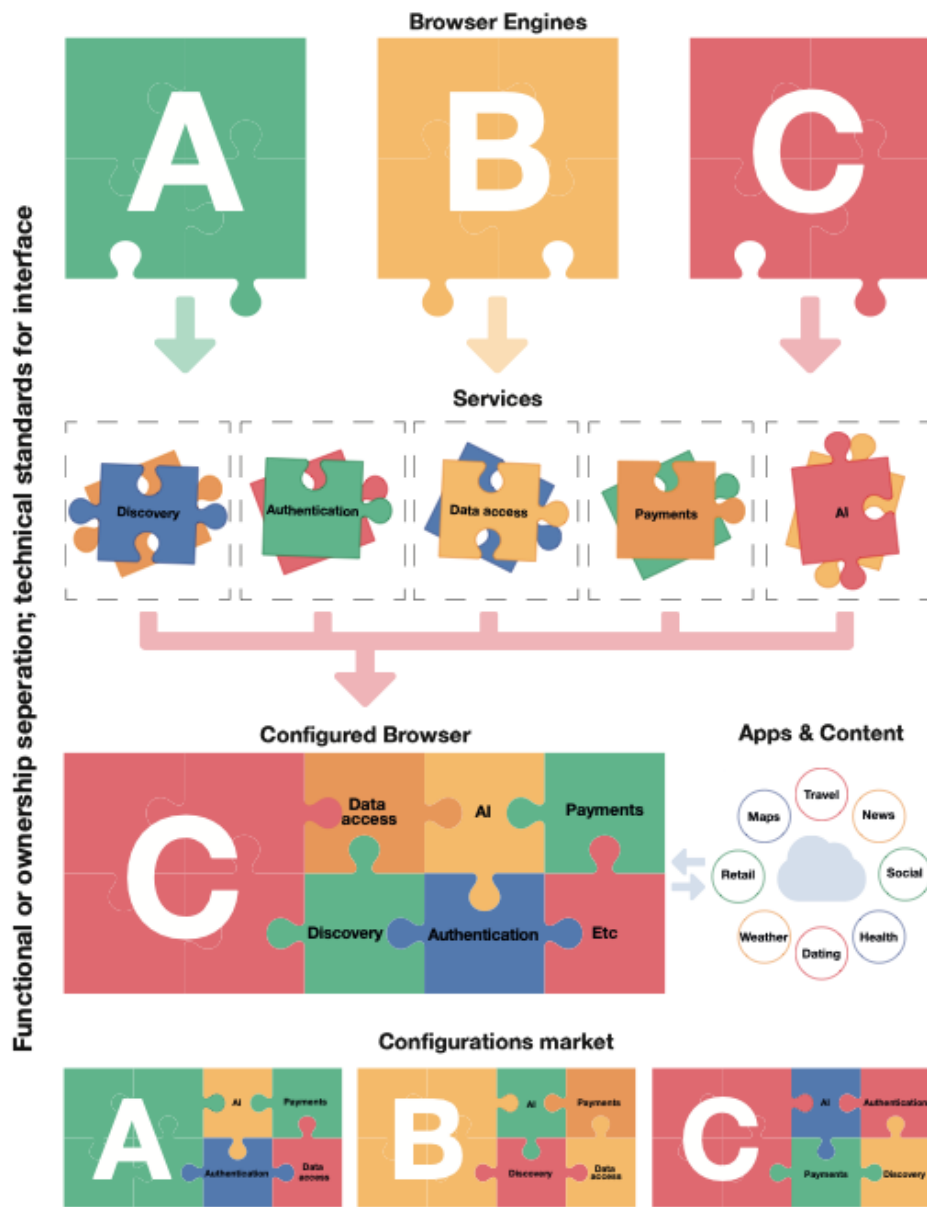 Functional or ownership seperation; technical standards for interface
Browser Engines
A
B
C
Services
Discovery
Authentication
Data access
Payments
AI
Configured Browser
C
Data
access
AI
Payments
Discovery
Authentication
Etc
Apps & Content
Travel
Maps
News
Retail
Social
Weather
Health
Dating
Configurations market
A
AI
Payments
Authentication
Data
access
B
AI
Payments
Discovery
Data
access
C
AI
Authentication
Payments
Discovery